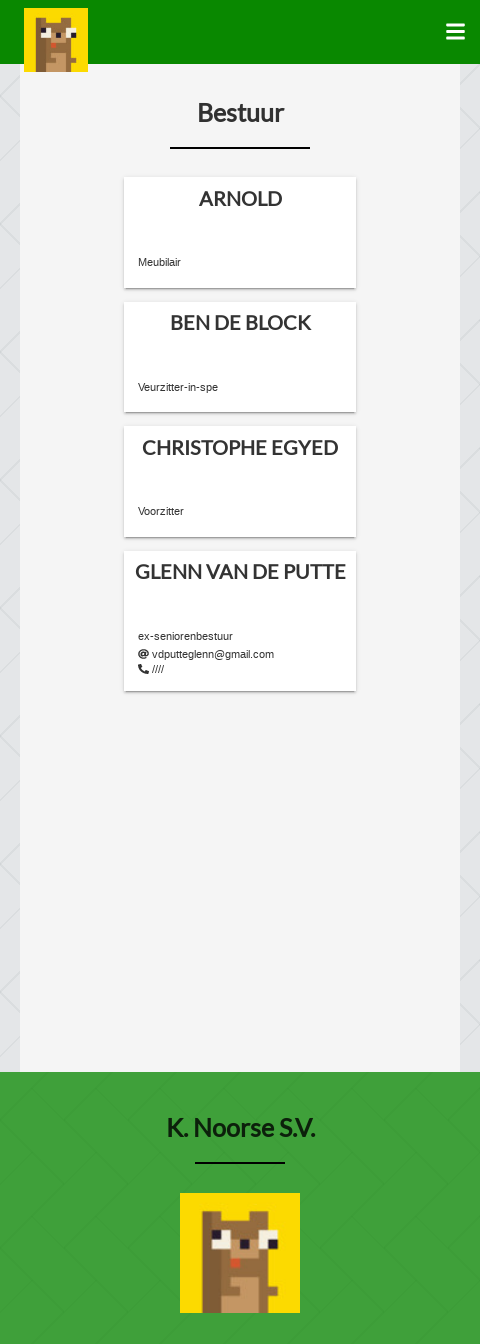 Bestuur
ARNOLD
Meubilair
BEN DE BLOCK
Veurzitter-in-spe
CHRISTOPHE EGYED
Voorzitter
GLENN VAN DE PUTTE
ex-seniorenbestuur
@ vdputteglenn@gmail.com
////
K. Noorse S.V.